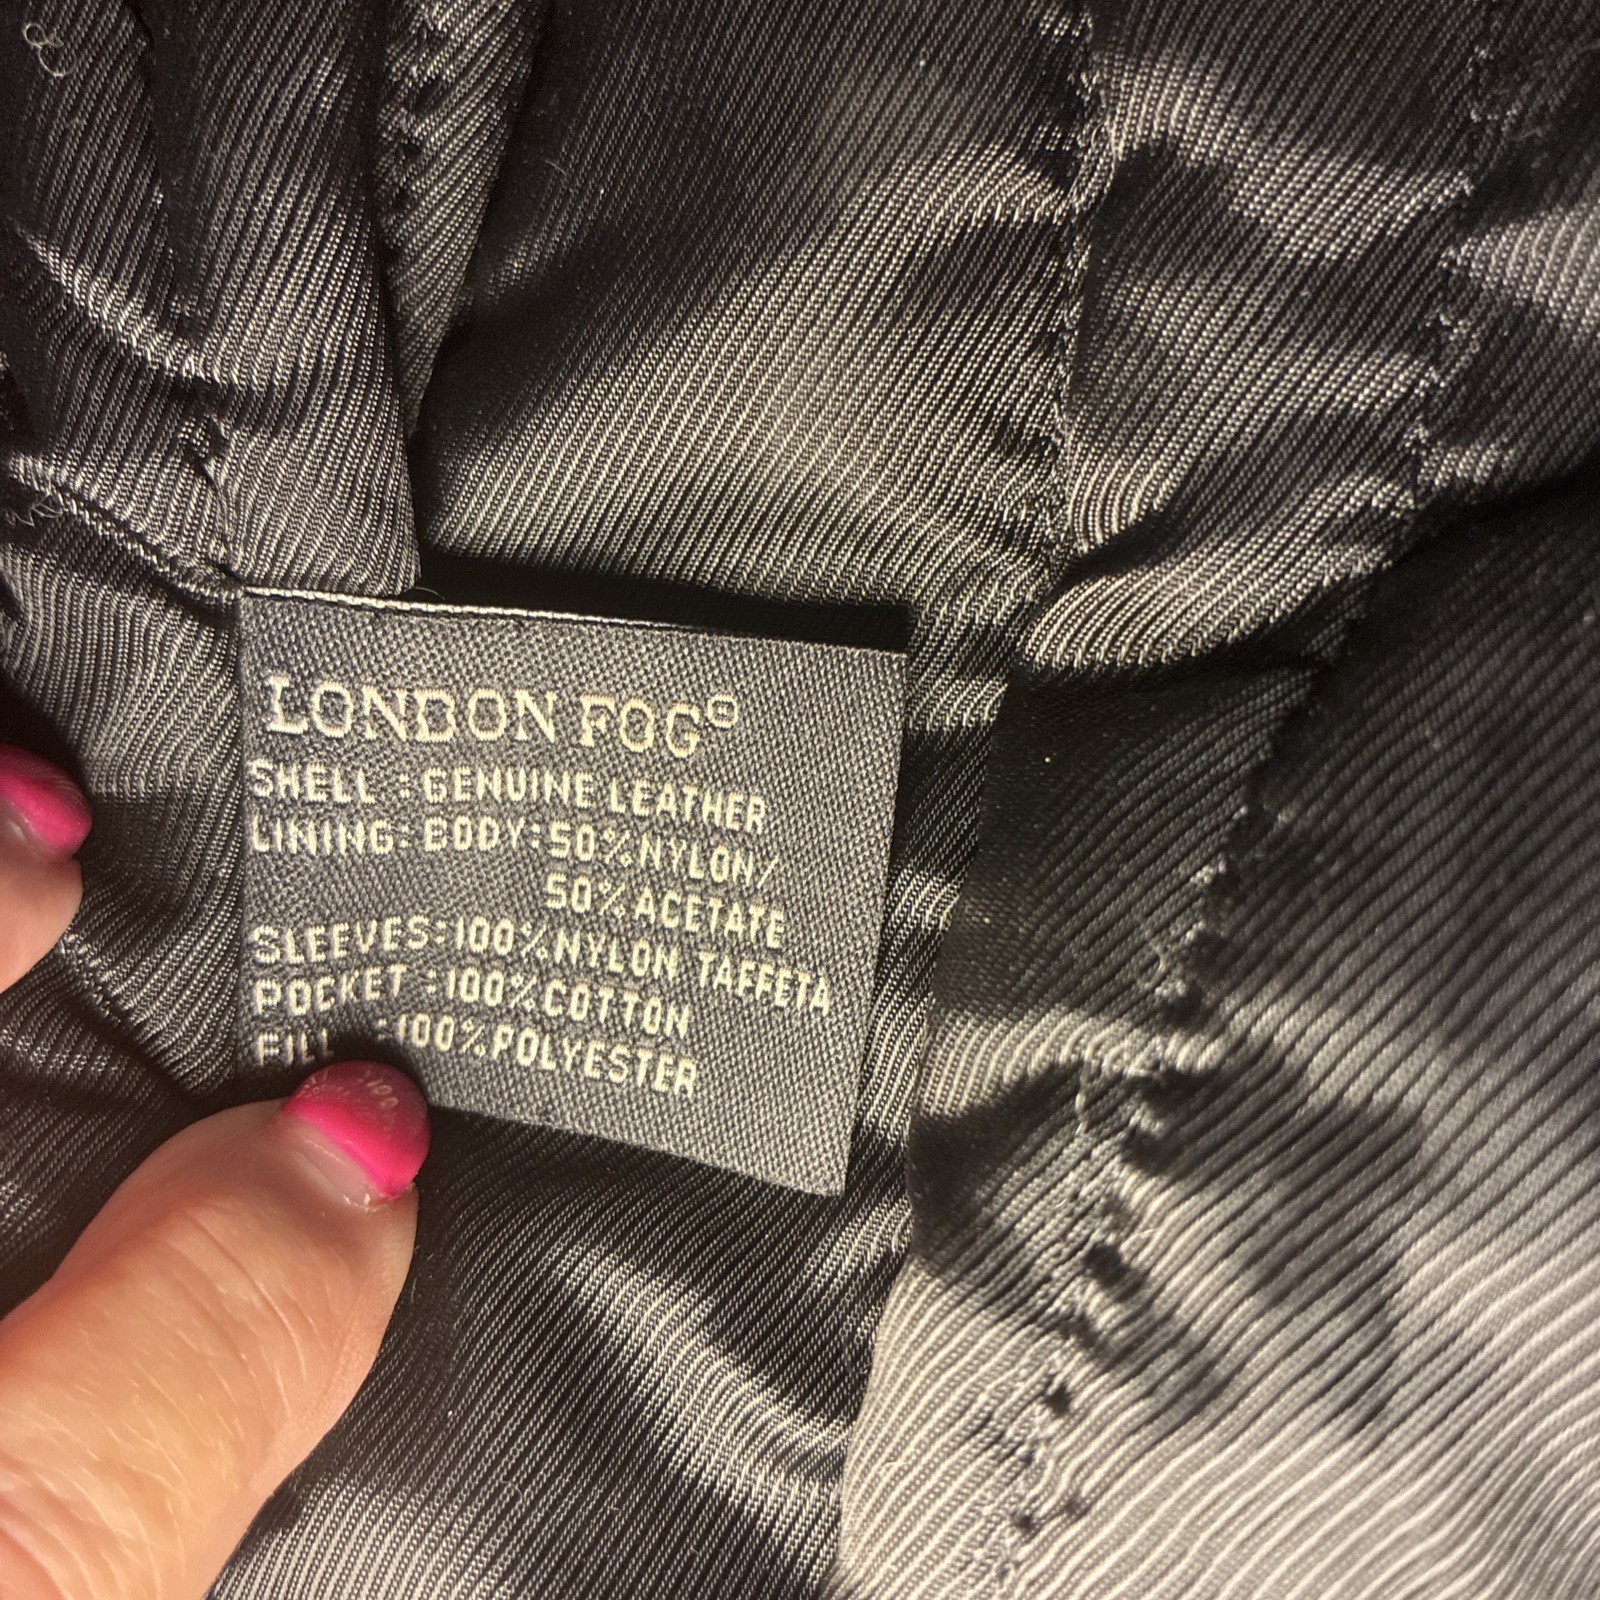 LONDON FOG®
SHELL : GENUINE LEATHER
LINING: BODY:50%NYLON/
50%ACETATE
SLEEVES:100%NYLON TAFFETA
POCKET :100%COTTON
FILL :100%POLYESTER